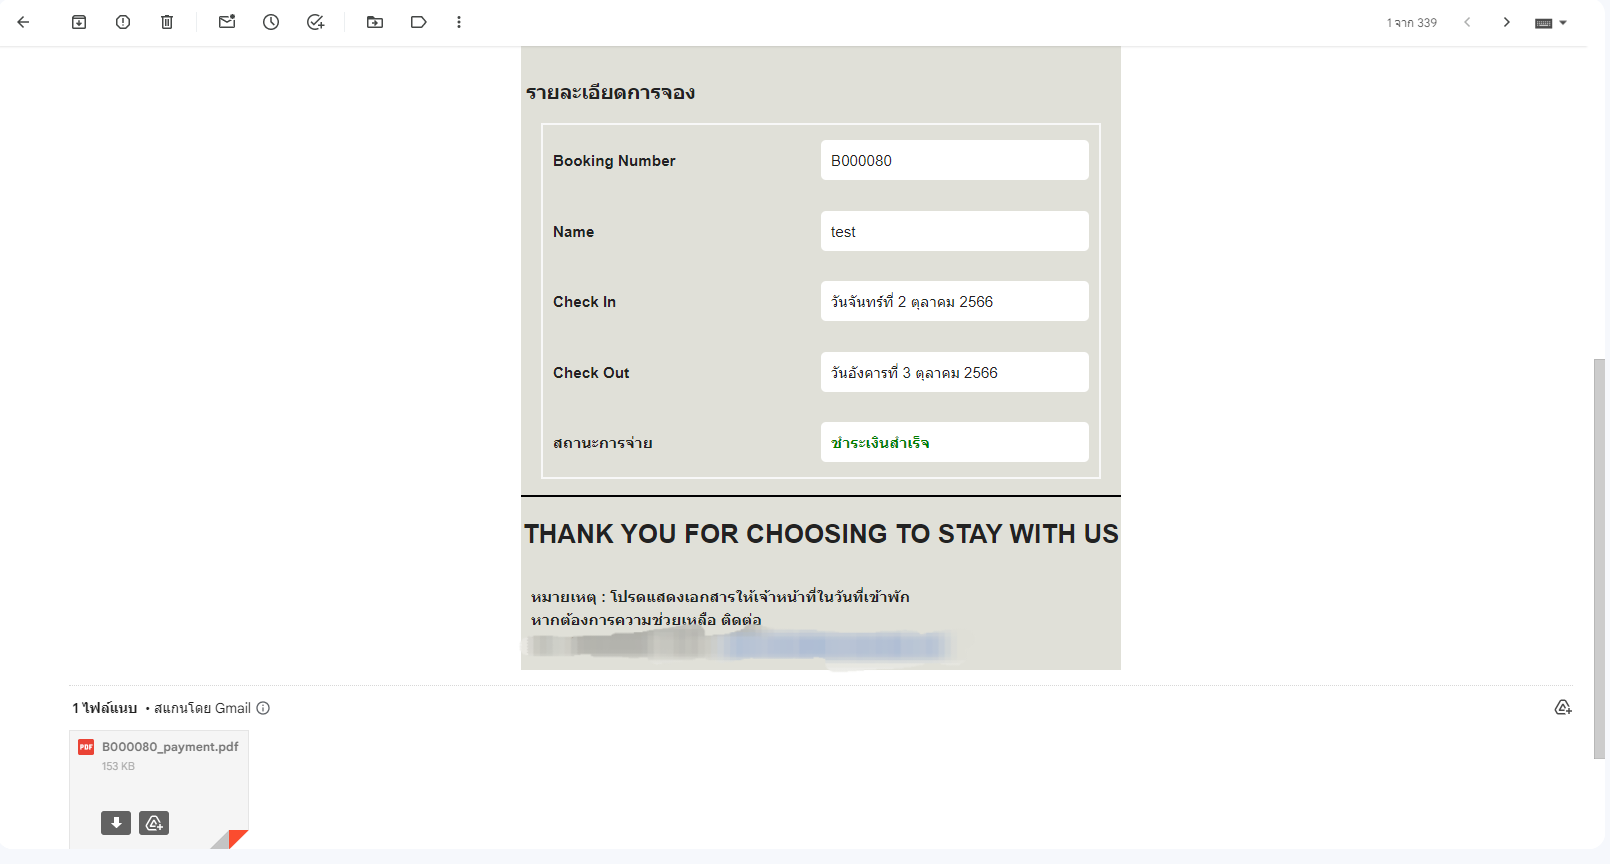 1 จาก 339
รายละเอียดการจอง
Booking Number B000080
Name test
Check In วันจันทร์ที่ 2 ตุลาคม 2566
Check Out วันอังคารที่ 3 ตุลาคม 2566
สถานะการจ่าย ชำระเงินสำเร็จ
THANK YOU FOR CHOOSING TO STAY WITH US
หมายเหตุ : โปรดแสดงเอกสารให้เจ้าหน้าที่ในวันที่เข้าพัก
หากต้องการความช่วยเหลือ ติดต่อ
1 ไฟล์แนบ • สแกนโดย Gmail
PDF B000080_payment.pdf
153 KB